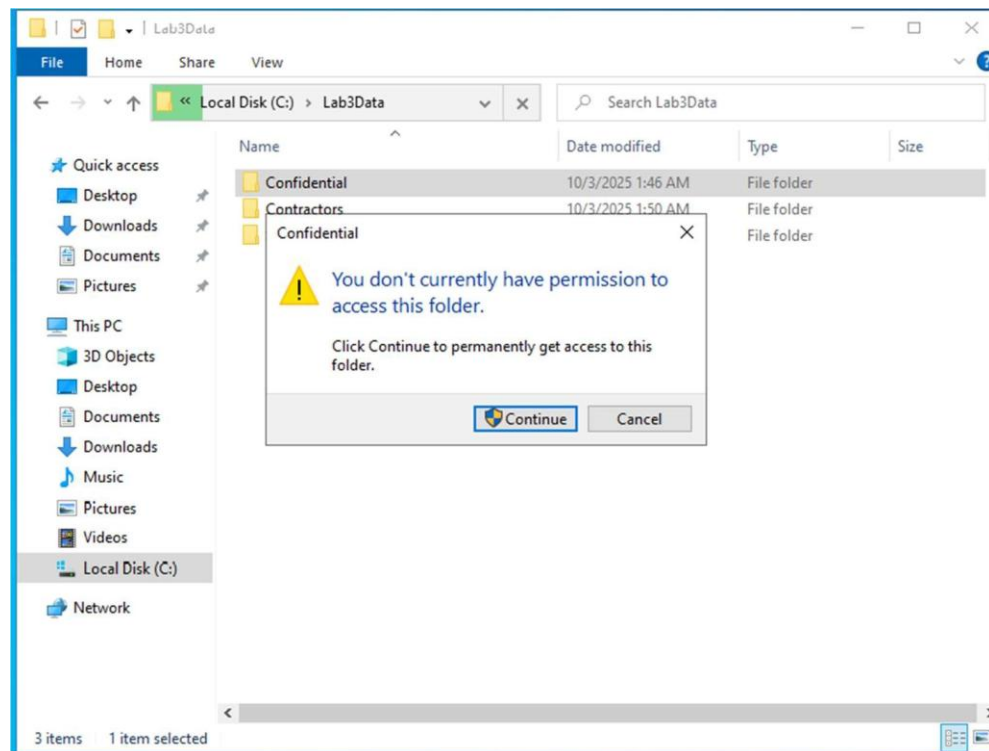 Lab3Data
File Home Share View
« Local Disk (C:) › Lab3Data
Search Lab3Data
Name Date modified Type Size
Quick access
Desktop
Downloads
Documents
Pictures
This PC
3D Objects
Desktop
Documents
Downloads
Music
Pictures
Videos
Local Disk (C:)
Network
Confidential 10/3/2025 1:46 AM File folder
Contractors 10/3/2025 1:50 AM File folder
File folder
Confidential
You don't currently have permission to
access this folder.
Click Continue to permanently get access to this
folder.
Continue Cancel
3 items 1 item selected